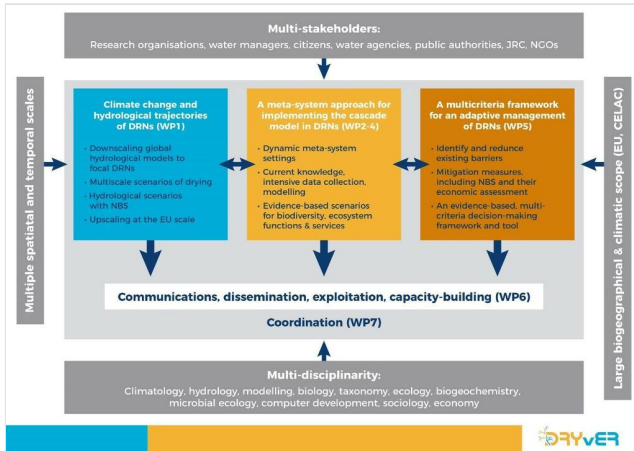 Multi-stakeholders:
Research organisations, water managers, citizens, water agencies, public authorities, JRC, NGOs
Multiple spatiatal and temporal scales
Climate change and
hydrological trajectories
of DRNs (WP1)
• Downscaling global
hydrological models to
focal DRNs
• Multiscale scenarios of drying
• Hydrological scenarios
with NBS
• Upscaling at the EU scale
A meta-system approach for
implementing the cascade
model in DRNs (WP2-4)
• Dynamic meta-system
settings
• Current knowledge,
intensive data collection,
modelling
• Evidence-based scenarios
for biodiversity, ecosystem
functions & services
A multicriteria framework
for an adaptive management
of DRNs (WP5)
• Identify and redunce
existing barriers
• Mitigation measures,
including NBS and their
economic assessment
• An evidence-based, multi-
criteria decision-making
framework and tool
Large biogeographical & climatic scope (EU, CELAC)
Communications, dissemination, exploitation, capacity-building (WP6)
Coordination (WP7)
Multi-disciplinarity:
Climatology, hydrology, modelling, biology, taxonomy, ecology, biogeochemistry,
microbial ecology, computer development, sociology, economy
DRYvER